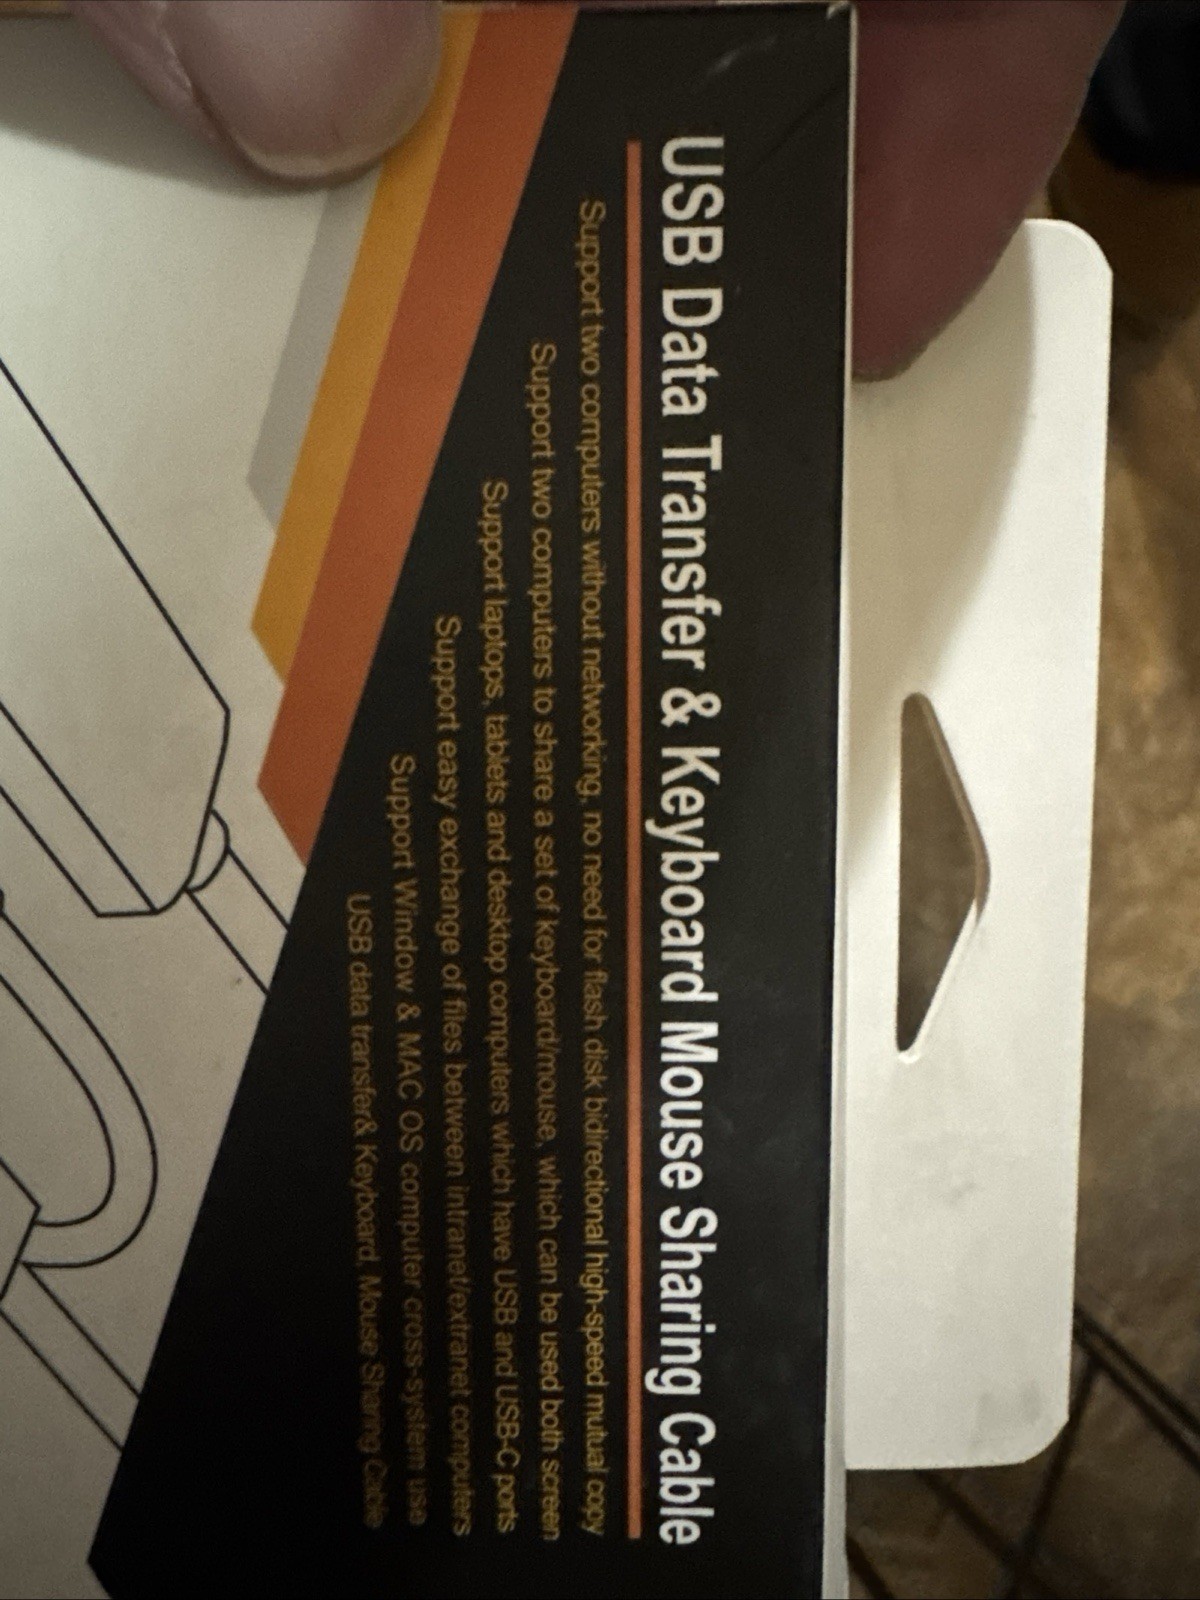 USB Data Transfer & Keyboard Mouse Sharing Cable
Support two computers without networking, no need for flash disk bidirectional high-speed mutual copy
Support two computers to share a set of keyboard/mouse, which can be used both screen
Support laptops, tablets and desktop computers which have USB and USB-C ports
Support easy exchange of files between intranet/extranet computers
Support Window & MAC OS computer cross-system use
USB data transfer& Keyboard, Mouse Sharing Cable